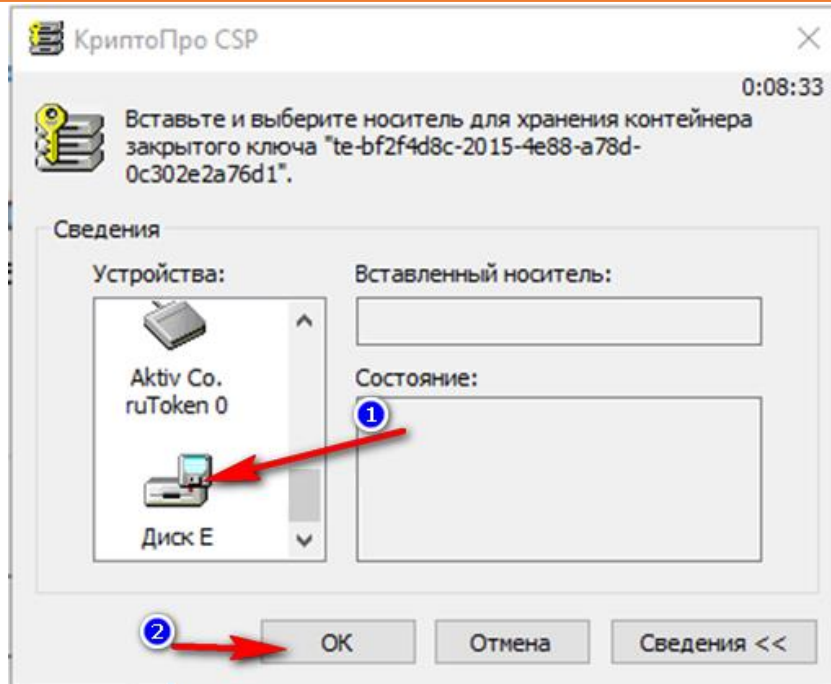 КриптоПро CSP
0:08:33
Вставьте и выберите носитель для хранения контейнера
закрытого ключа "te-bf2f4d8c-2015-4e88-a78d-
0c302e2a76d1".
Сведения
Устройства:
Вставленный носитель:
Aktiv Co.
ruToken 0
Состояние:
1
Диск E
2
OK
Отмена
Сведения <<